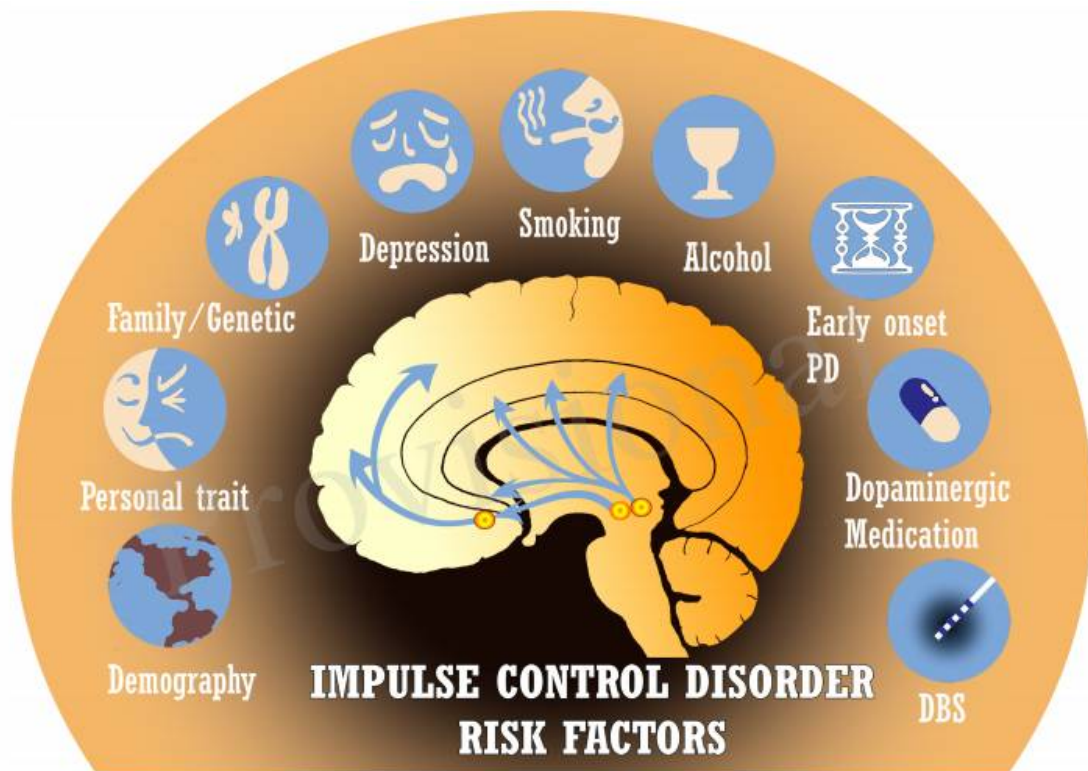 Smoking
Depression
Alcohol
Family/Genetic
Early onset
PD
Personal trait
Dopaminergic
Medication
Demography
DBS
IMPULSE CONTROL DISORDER
RISK FACTORS
Provisional